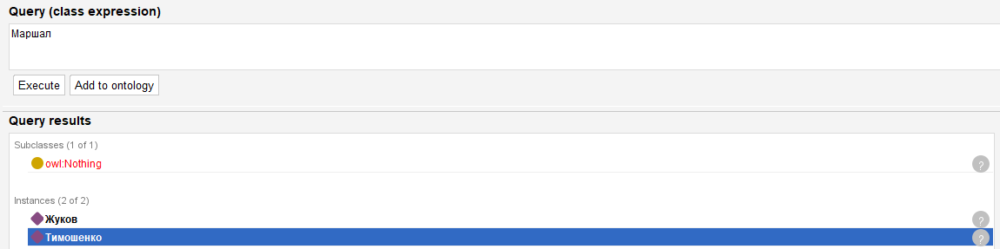 Query (class expression)
Маршал
Execute Add to ontology
Query results
Subclasses (1 of 1)
owl:Nothing ?
Instances (2 of 2)
Жуков ?
Тимошенко ?